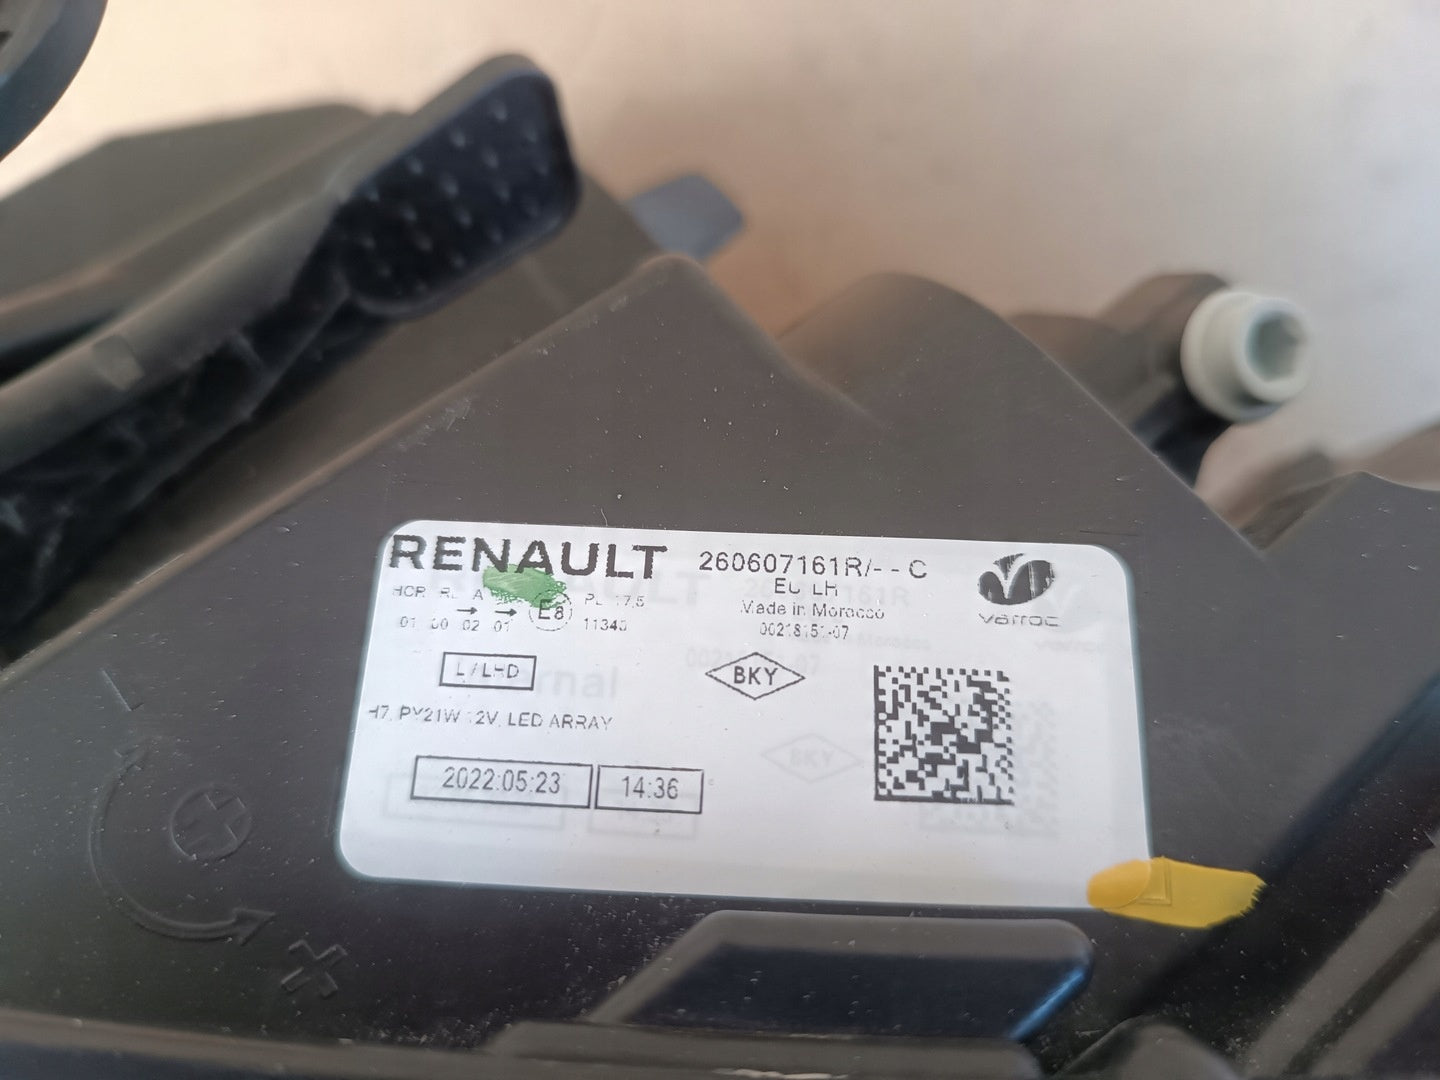 RENAULT
260607161R/--C
EU LH
Made in Morocco
00218151-07
varroc
HCR RL A
E8
PL 17,5
01 00 02 01
11340
L/LHD
BKY
H7, PY21W 12V, LED ARRAY
2022:05:23
14:36